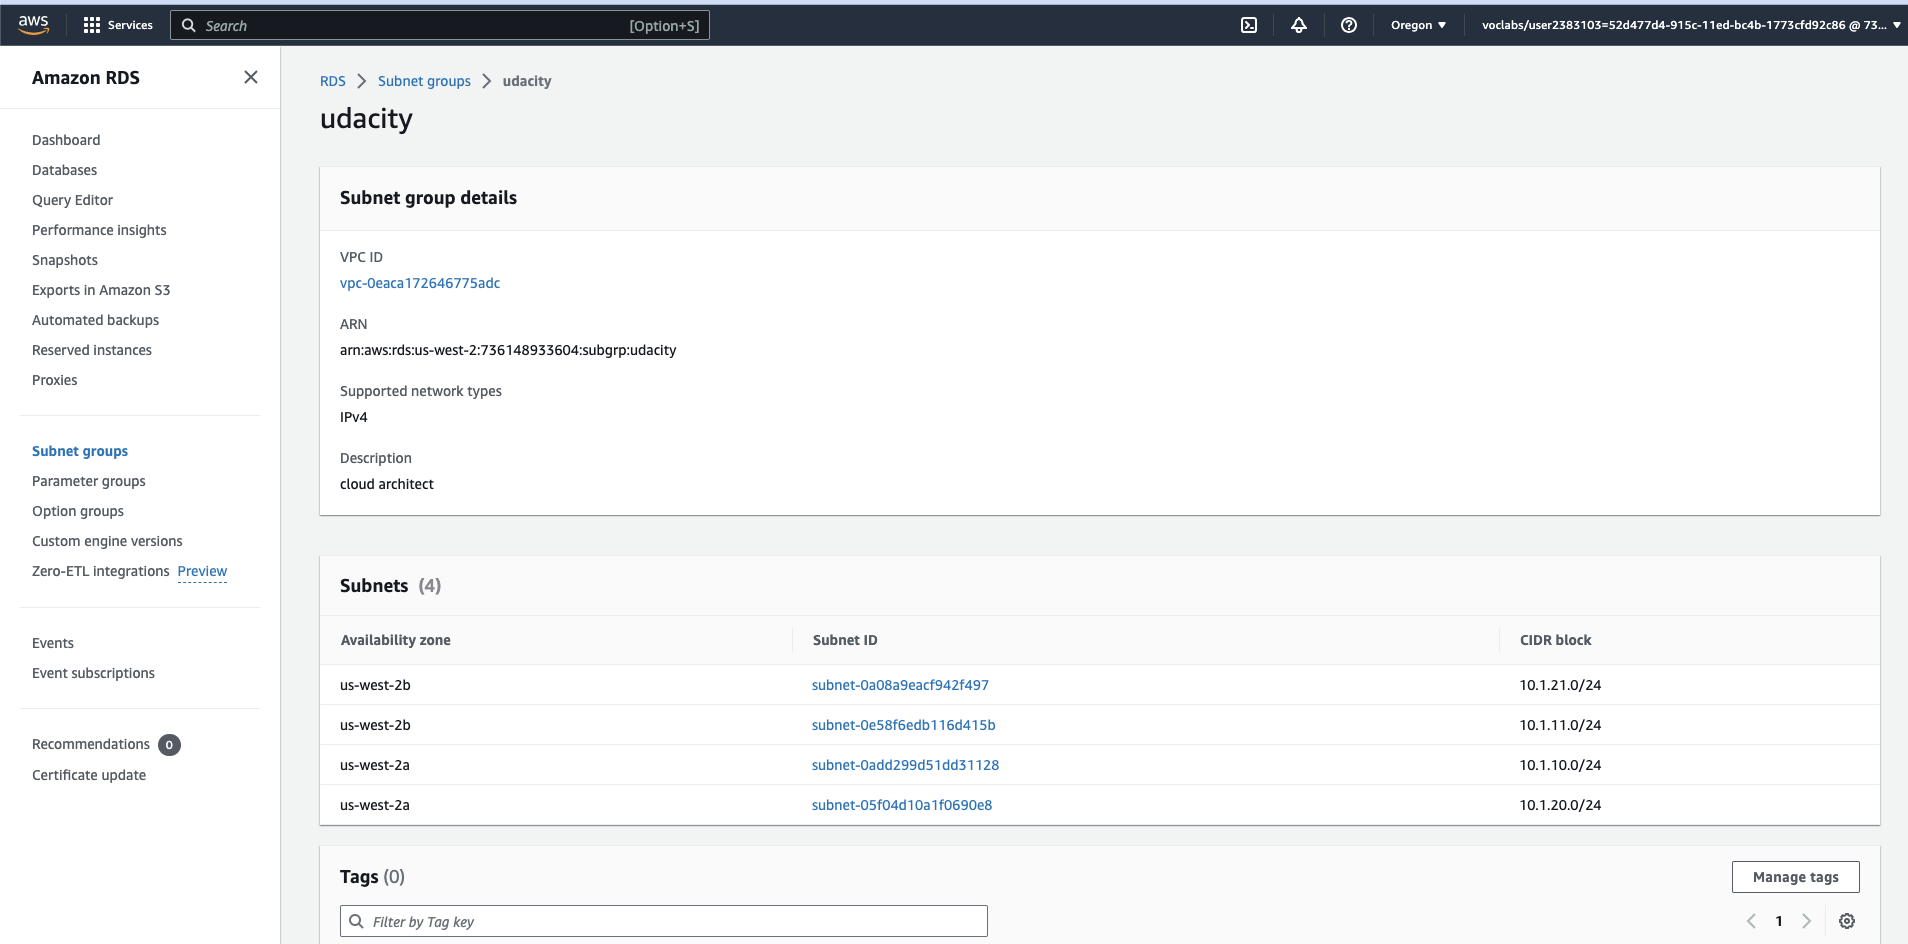 aws
Services
Search
[Option+S]
Oregon
voclabs/user2383103=52d477d4-915c-11ed-bc4b-1773cfd92c86 @ 73...
Amazon RDS
Dashboard
Databases
Query Editor
Performance insights
Snapshots
Exports in Amazon S3
Automated backups
Reserved instances
Proxies
Subnet groups
Parameter groups
Option groups
Custom engine versions
Zero-ETL integrations Preview
Events
Event subscriptions
Recommendations 0
Certificate update
RDS > Subnet groups > udacity
udacity
Subnet group details
VPC ID
vpc-0eaca172646775adc
ARN
arn:aws:rds:us-west-2:736148933604:subgrp:udacity
Supported network types
IPv4
Description
cloud architect
Subnets (4)
Availability zone Subnet ID CIDR block
us-west-2b subnet-0a08a9eacf942f497 10.1.21.0/24
us-west-2b subnet-0e58f6edb116d415b 10.1.11.0/24
us-west-2a subnet-0add299d51dd31128 10.1.10.0/24
us-west-2a subnet-05f04d10a1f0690e8 10.1.20.0/24
Tags (0)
Manage tags
Filter by Tag key
1